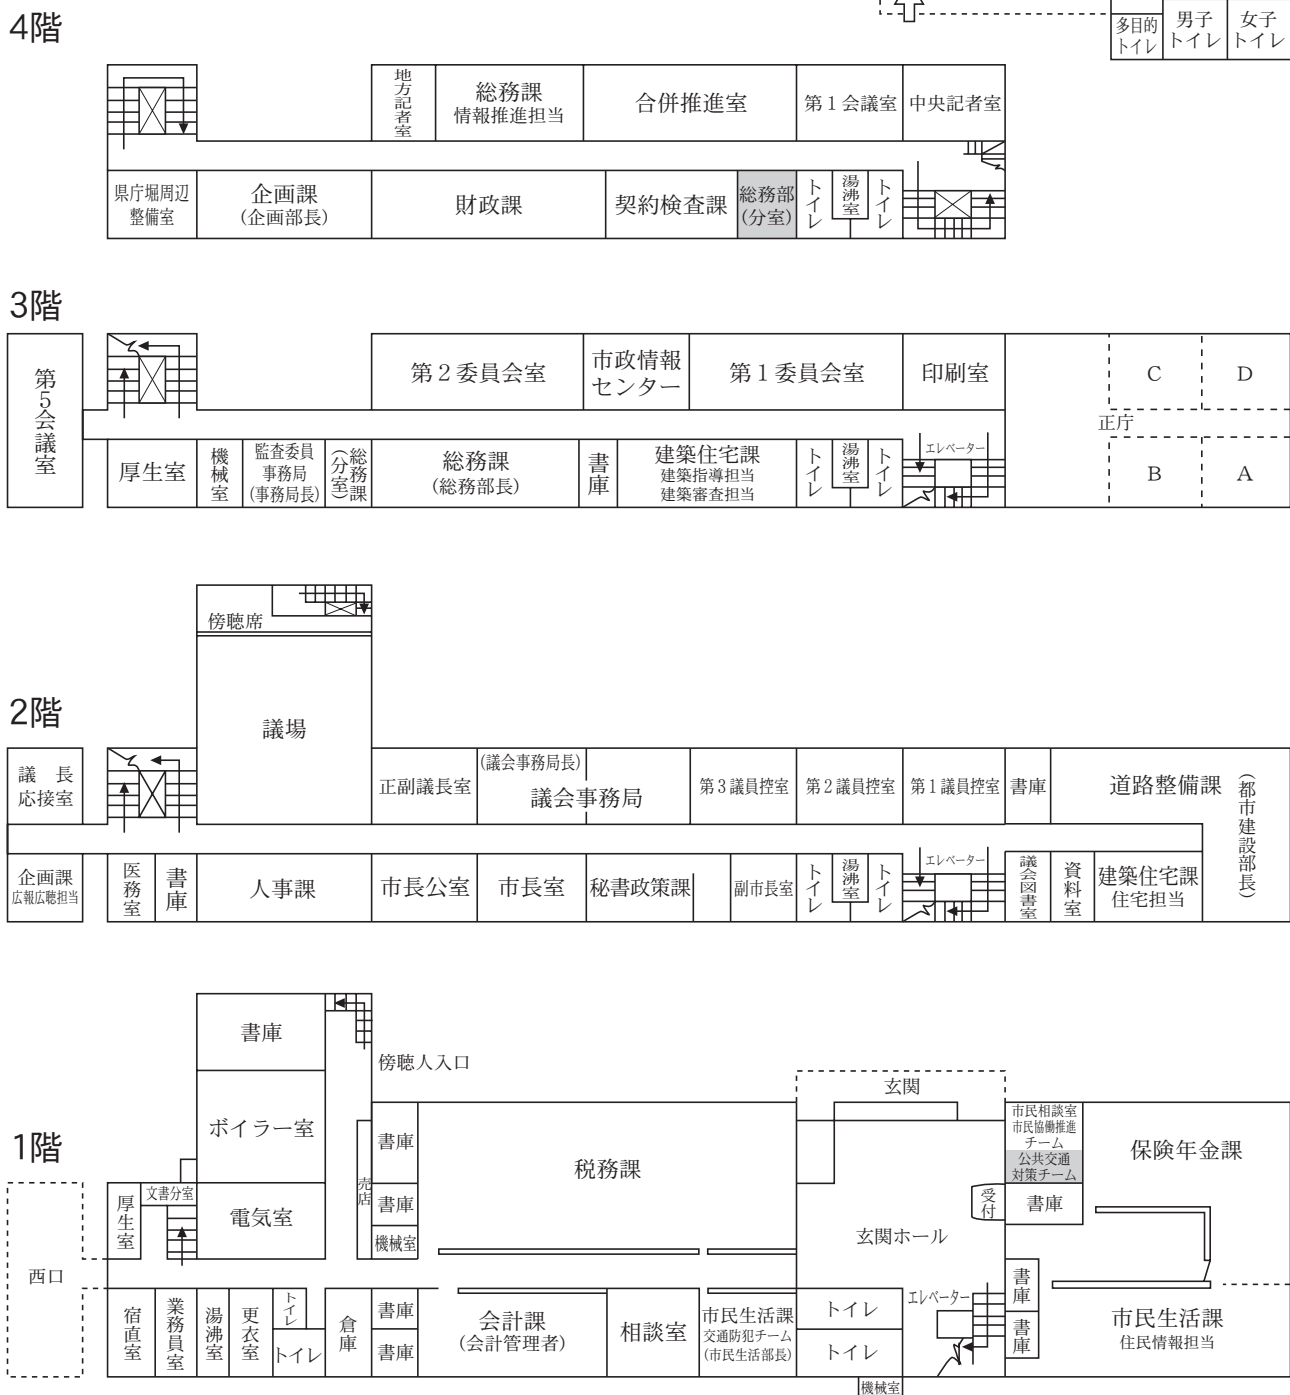 多目的
トイレ
男子
トイレ
女子
トイレ
4階
地方記者室
総務課
情報推進担当
合併推進室
第1会議室
中央記者室
県庁堀周辺
整備室
企画課
(企画部長)
財政課
契約検査課
総務部
(分室)
トイレ
湯沸室
トイレ
3階
第5会議室
第2委員会室
市政情報
センター
第1委員会室
印刷室
C
D
正庁
B
A
厚生室
機械室
監査委員
事務局
(事務局長)
総務課
(分室)
総務課
(総務部長)
書庫
建築住宅課
建築指導担当
建築審査担当
トイレ
湯沸室
トイレ
エレベーター
2階
傍聴席
議場
議長
応接室
正副議長室
(議会事務局長)
議会事務局
第3議員控室
第2議員控室
第1議員控室
書庫
道路整備課
(都市建設部長)
企画課
広報広聴担当
医務室
書庫
人事課
市長公室
市長室
秘書政策課
副市長室
トイレ
湯沸室
トイレ
エレベーター
議会図書室
資料室
建築住宅課
住宅担当
1階
書庫
傍聴人入口
ボイラー室
玄関
書庫
税務課
市民相談室
市民協働推進
チーム
公共交通
対策チーム
保険年金課
西口
厚生室
文書分室
電気室
売店
書庫
機械室
玄関ホール
受付
書庫
宿直室
業務員室
湯沸室
更衣室
トイレ
トイレ
倉庫
書庫
書庫
会計課
(会計管理者)
相談室
市民生活課
交通防犯チーム
(市民生活部長)
トイレ
トイレ
エレベーター
書庫
書庫
市民生活課
住民情報担当
機械室